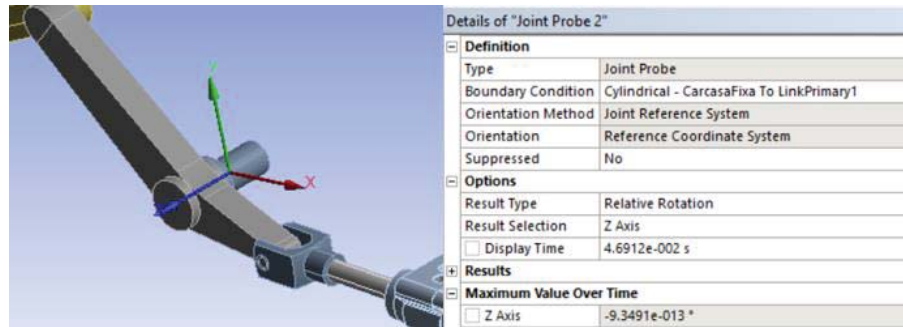 Y
X
Details of "Joint Probe 2"
Definition
Type Joint Probe
Boundary Condition Cylindrical - CarcasaFixa To LinkPrimary1
Orientation Method Joint Reference System
Orientation Reference Coordinate System
Suppressed No
Options
Result Type Relative Rotation
Result Selection Z Axis
Display Time 4.6912e-002 s
Results
Maximum Value Over Time
Z Axis -9.3491e-013 °